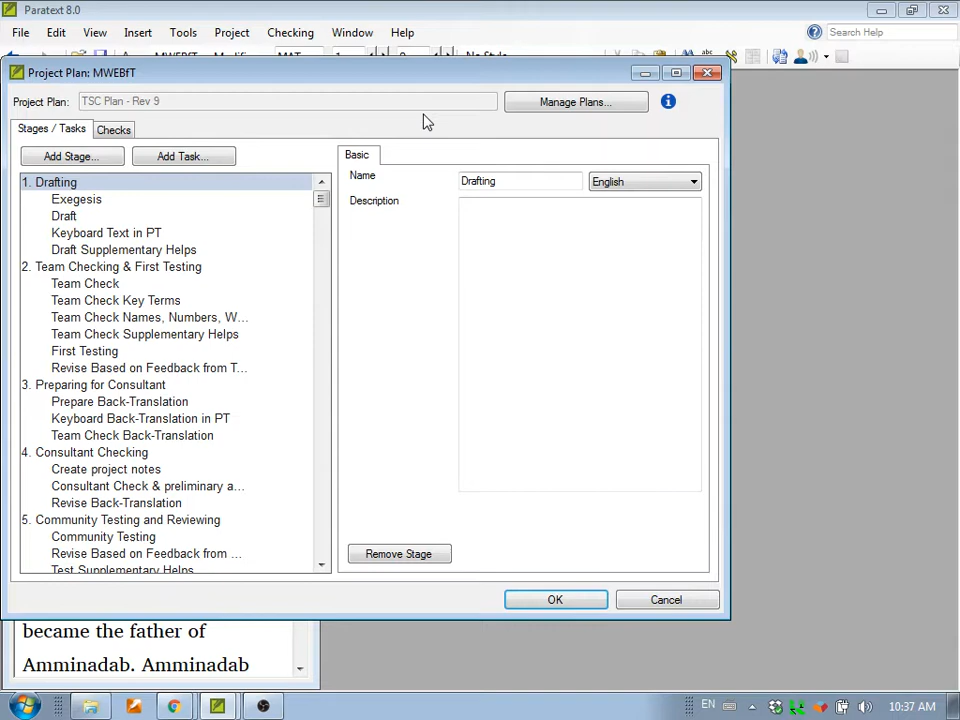 Paratext 8.0
File Edit View Insert Tools Project Checking Window Help
Search Help
Project Plan: MWEBfT
Project Plan: TSC Plan - Rev 9 Manage Plans...
Stages / Tasks Checks
Add Stage... Add Task...
1. Drafting
Exegesis
Draft
Keyboard Text in PT
Draft Supplementary Helps
2. Team Checking & First Testing
Team Check
Team Check Key Terms
Team Check Names, Numbers, W...
Team Check Supplementary Helps
First Testing
Revise Based on Feedback from T...
3. Preparing for Consultant
Prepare Back-Translation
Keyboard Back-Translation in PT
Team Check Back-Translation
4. Consultant Checking
Create project notes
Consultant Check & preliminary a...
Revise Back-Translation
5. Community Testing and Reviewing
Community Testing
Revise Based on Feedback from ...
Test Supplementary Helps
Basic
Name Drafting English
Description
Remove Stage
OK Cancel
became the father of
Amminadab. Amminadab
EN 10:37 AM